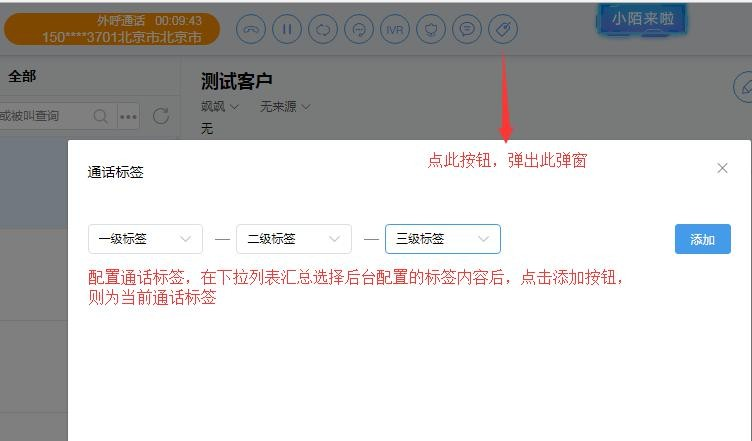 外呼通话 00:09:43
150****3701北京市北京市
IVR
小陌来啦
全部
测试客户
飒飒
无来源
或被叫查询
无
点此按钮，弹出此弹窗
通话标签
一级标签 — 二级标签 — 三级标签
添加
配置通话标签，在下拉列表汇总选择后台配置的标签内容后，点击添加按钮，
则为当前通话标签